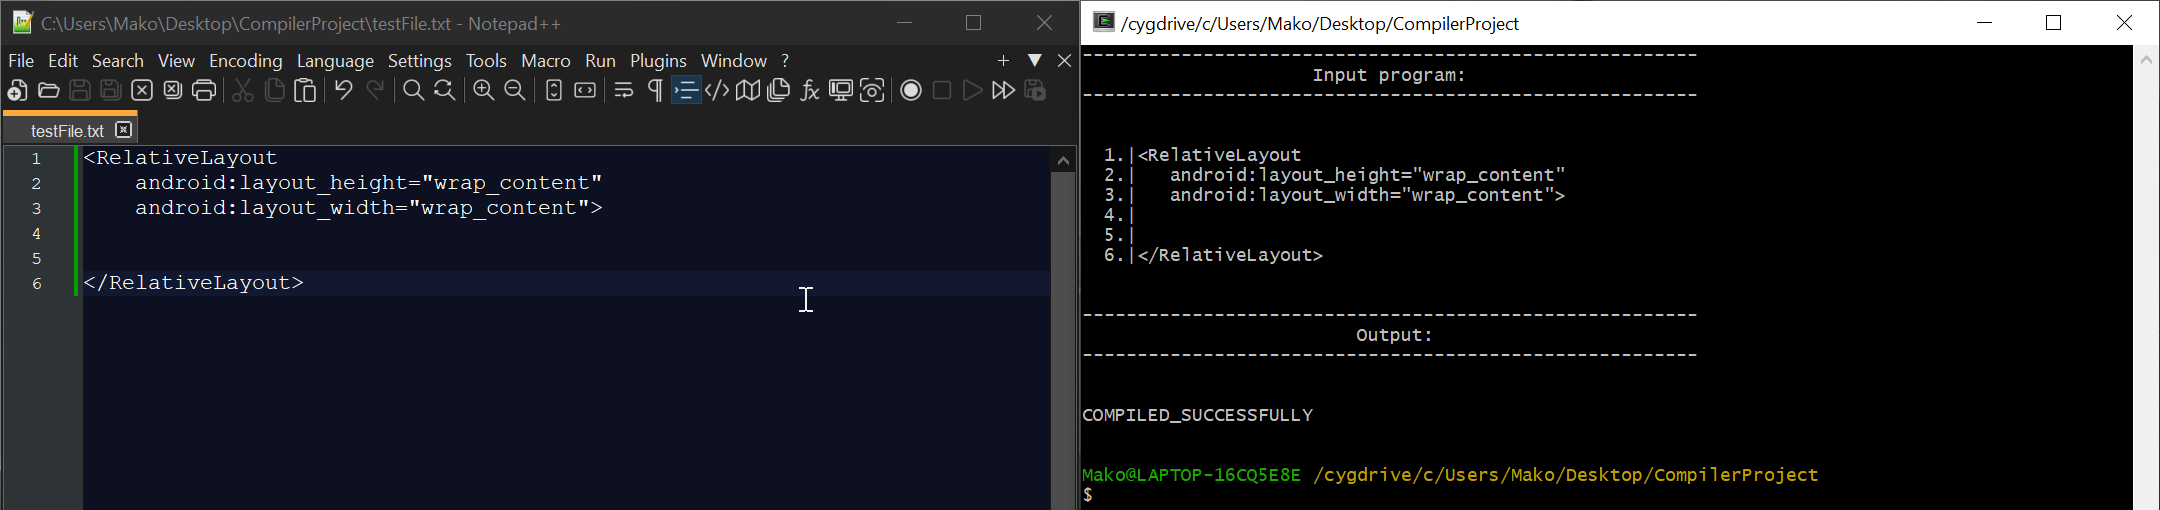 C:\Users\Mako\Desktop\CompilerProject\testFile.txt - Notepad++
File Edit Search View Encoding Language Settings Tools Macro Run Plugins Window ?
testFile.txt
1 <RelativeLayout
2     android:layout_height="wrap_content"
3     android:layout_width="wrap_content">
4
5
6 </RelativeLayout>
/cygdrive/c/Users/Mako/Desktop/CompilerProject
--------------------------------------------------------
Input program:
--------------------------------------------------------
1.|<RelativeLayout
2.|   android:layout_height="wrap_content"
3.|   android:layout_width="wrap_content">
4.|
5.|
6.|</RelativeLayout>
--------------------------------------------------------
Output:
--------------------------------------------------------
COMPILED_SUCCESSFULLY
Mako@LAPTOP-16CQ5E8E /cygdrive/c/Users/Mako/Desktop/CompilerProject
$